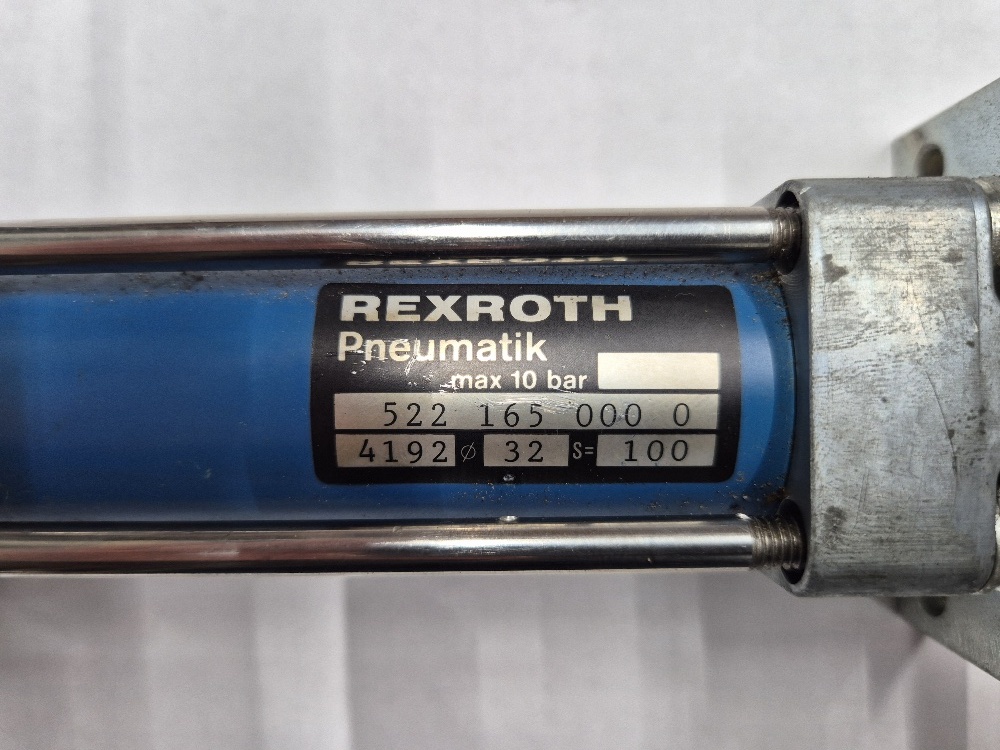 REXROTH
Pneumatik
max 10 bar
522 165 000 0
4192 ⌀ 32 S= 100